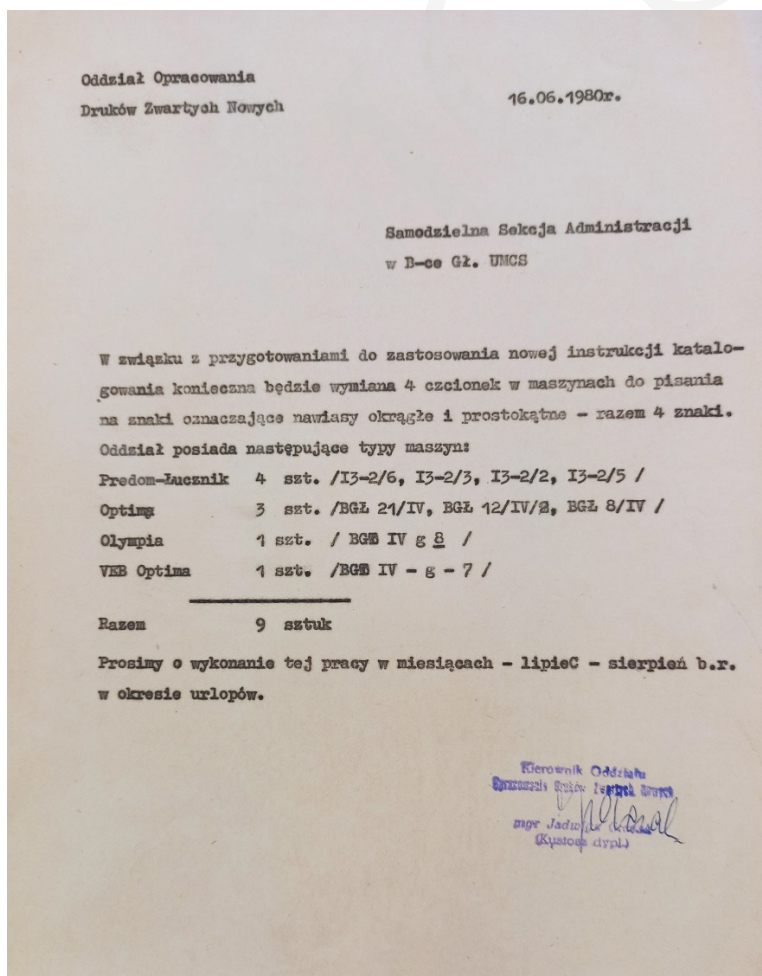 Oddział Opracowania
Druków Zwartych Nowych
16.06.1980r.
Samodzielna Sekcja Administracji
w B-ce Gł. UMCS
W związku z przygotowaniami do zastosowania nowej instrukcji katalo-
gowania konieczna będzie wymiana 4 czcionek w maszynach do pisania
na znaki oznaczające nawiasy okrągłe i prostokątne – razem 4 znaki.
Oddział posiada następujące typy maszyn:
Predom-Łucznik 4 szt. /I3-2/6, I3-2/3, I3-2/2, I3-2/5 /
Optima 3 szt. /BGŁ 21/IV, BGŁ 12/IV/2, BGŁ 8/IV /
Olympia 1 szt. / BGŁ IV g 8 /
VEB Optima 1 szt. /BGŁ IV – g – 7 /
Razem 9 sztuk
Prosimy o wykonanie tej pracy w miesiącach – lipieC – sierpień b.r.
w okresie urlopów.
Kierownik Oddziału
Opracowania Druków Zwartych Nowych
mgr
(Kustosz dypl.)